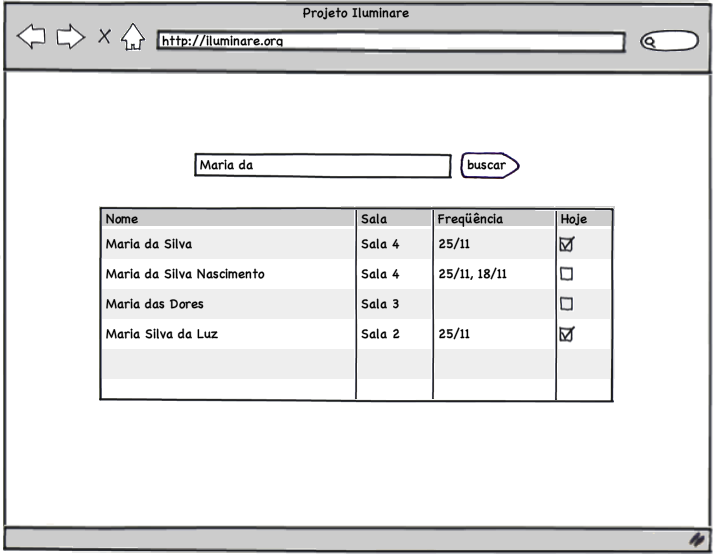 Projeto Iluminare
http://iluminare.org
Maria da buscar
Nome Sala Freqüência Hoje
Maria da Silva Sala 4 25/11
Maria da Silva Nascimento Sala 4 25/11, 18/11
Maria das Dores Sala 3
Maria Silva da Luz Sala 2 25/11